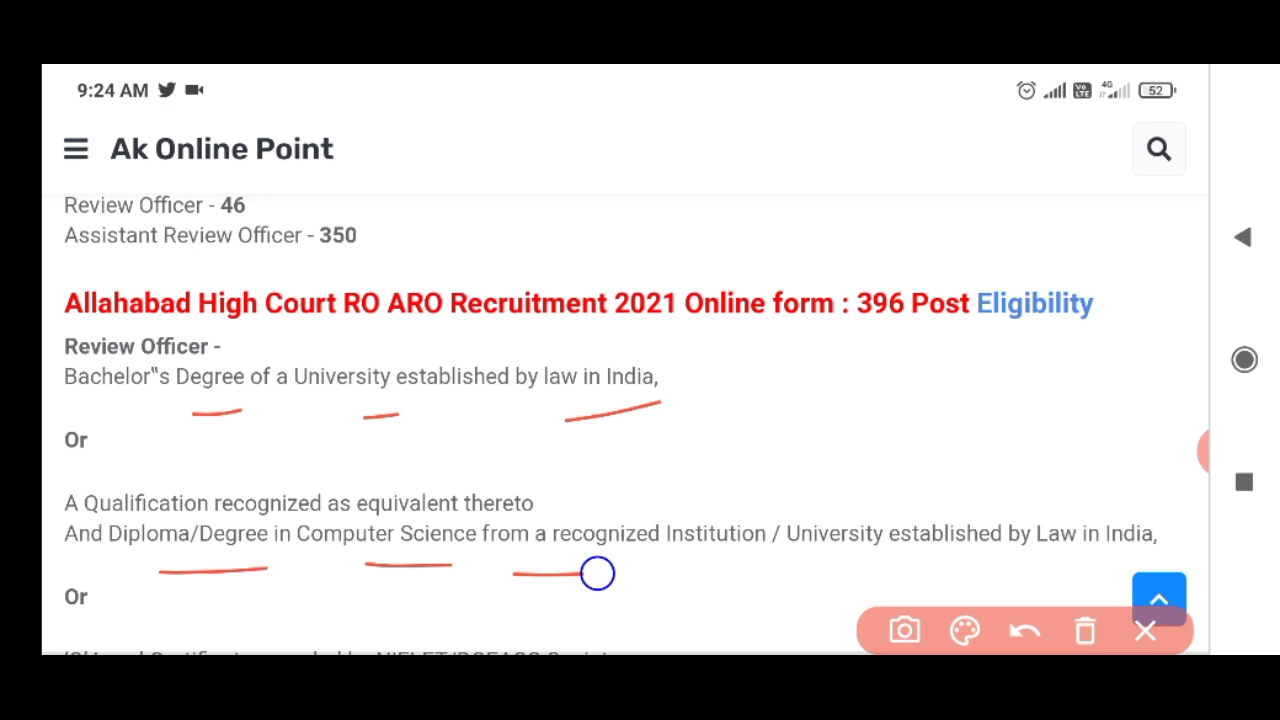 9:24 AM 4G 52
Ak Online Point
Review Officer - 46
Assistant Review Officer - 350
Allahabad High Court RO ARO Recruitment 2021 Online form : 396 Post Eligibility
Review Officer -
Bachelor"s Degree of a University established by law in India,
Or
A Qualification recognized as equivalent thereto
And Diploma/Degree in Computer Science from a recognized Institution / University established by Law in India,
Or